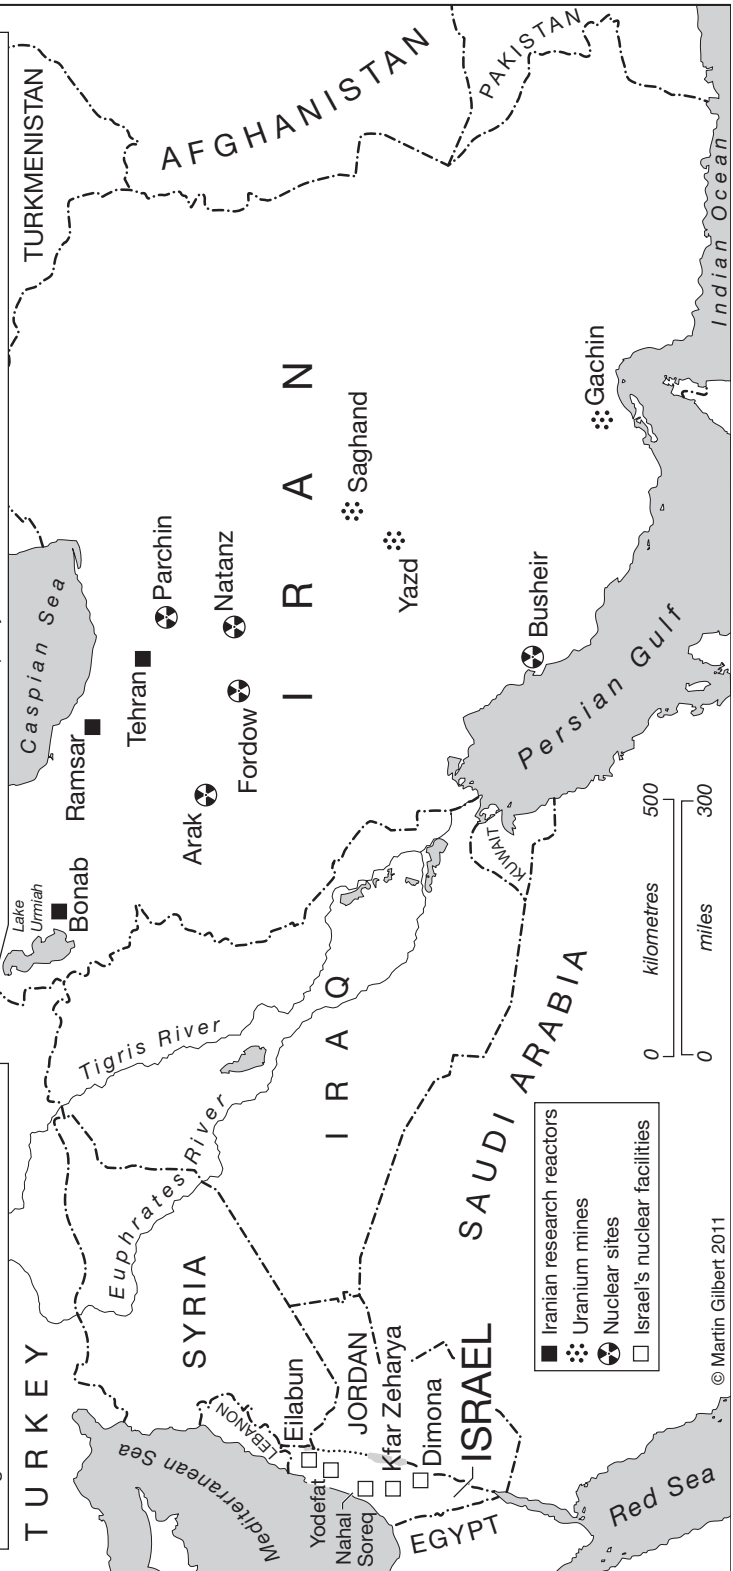 TURKEY
TURKMENISTAN
AFGHANISTAN
PAKISTAN
Caspian Sea
Lake
Urmiah
Bonab
Ramsar
Tehran
Parchin
Arak
Fordow
Natanz
IRAN
Saghand
Yazd
Gachin
Busheir
Persian Gulf
Indian Ocean
Tigris River
Euphrates River
SYRIA
IRAQ
KUWAIT
LEBANON
Mediterranean Sea
Eilabun
Yodefat
Nahal
Soreq
JORDAN
Kfar Zeharya
Dimona
ISRAEL
EGYPT
SAUDI ARABIA
Red Sea
Iranian research reactors
Uranium mines
Nuclear sites
Israel's nuclear facilities
0 kilometres 500
0 miles 300
© Martin Gilbert 2011